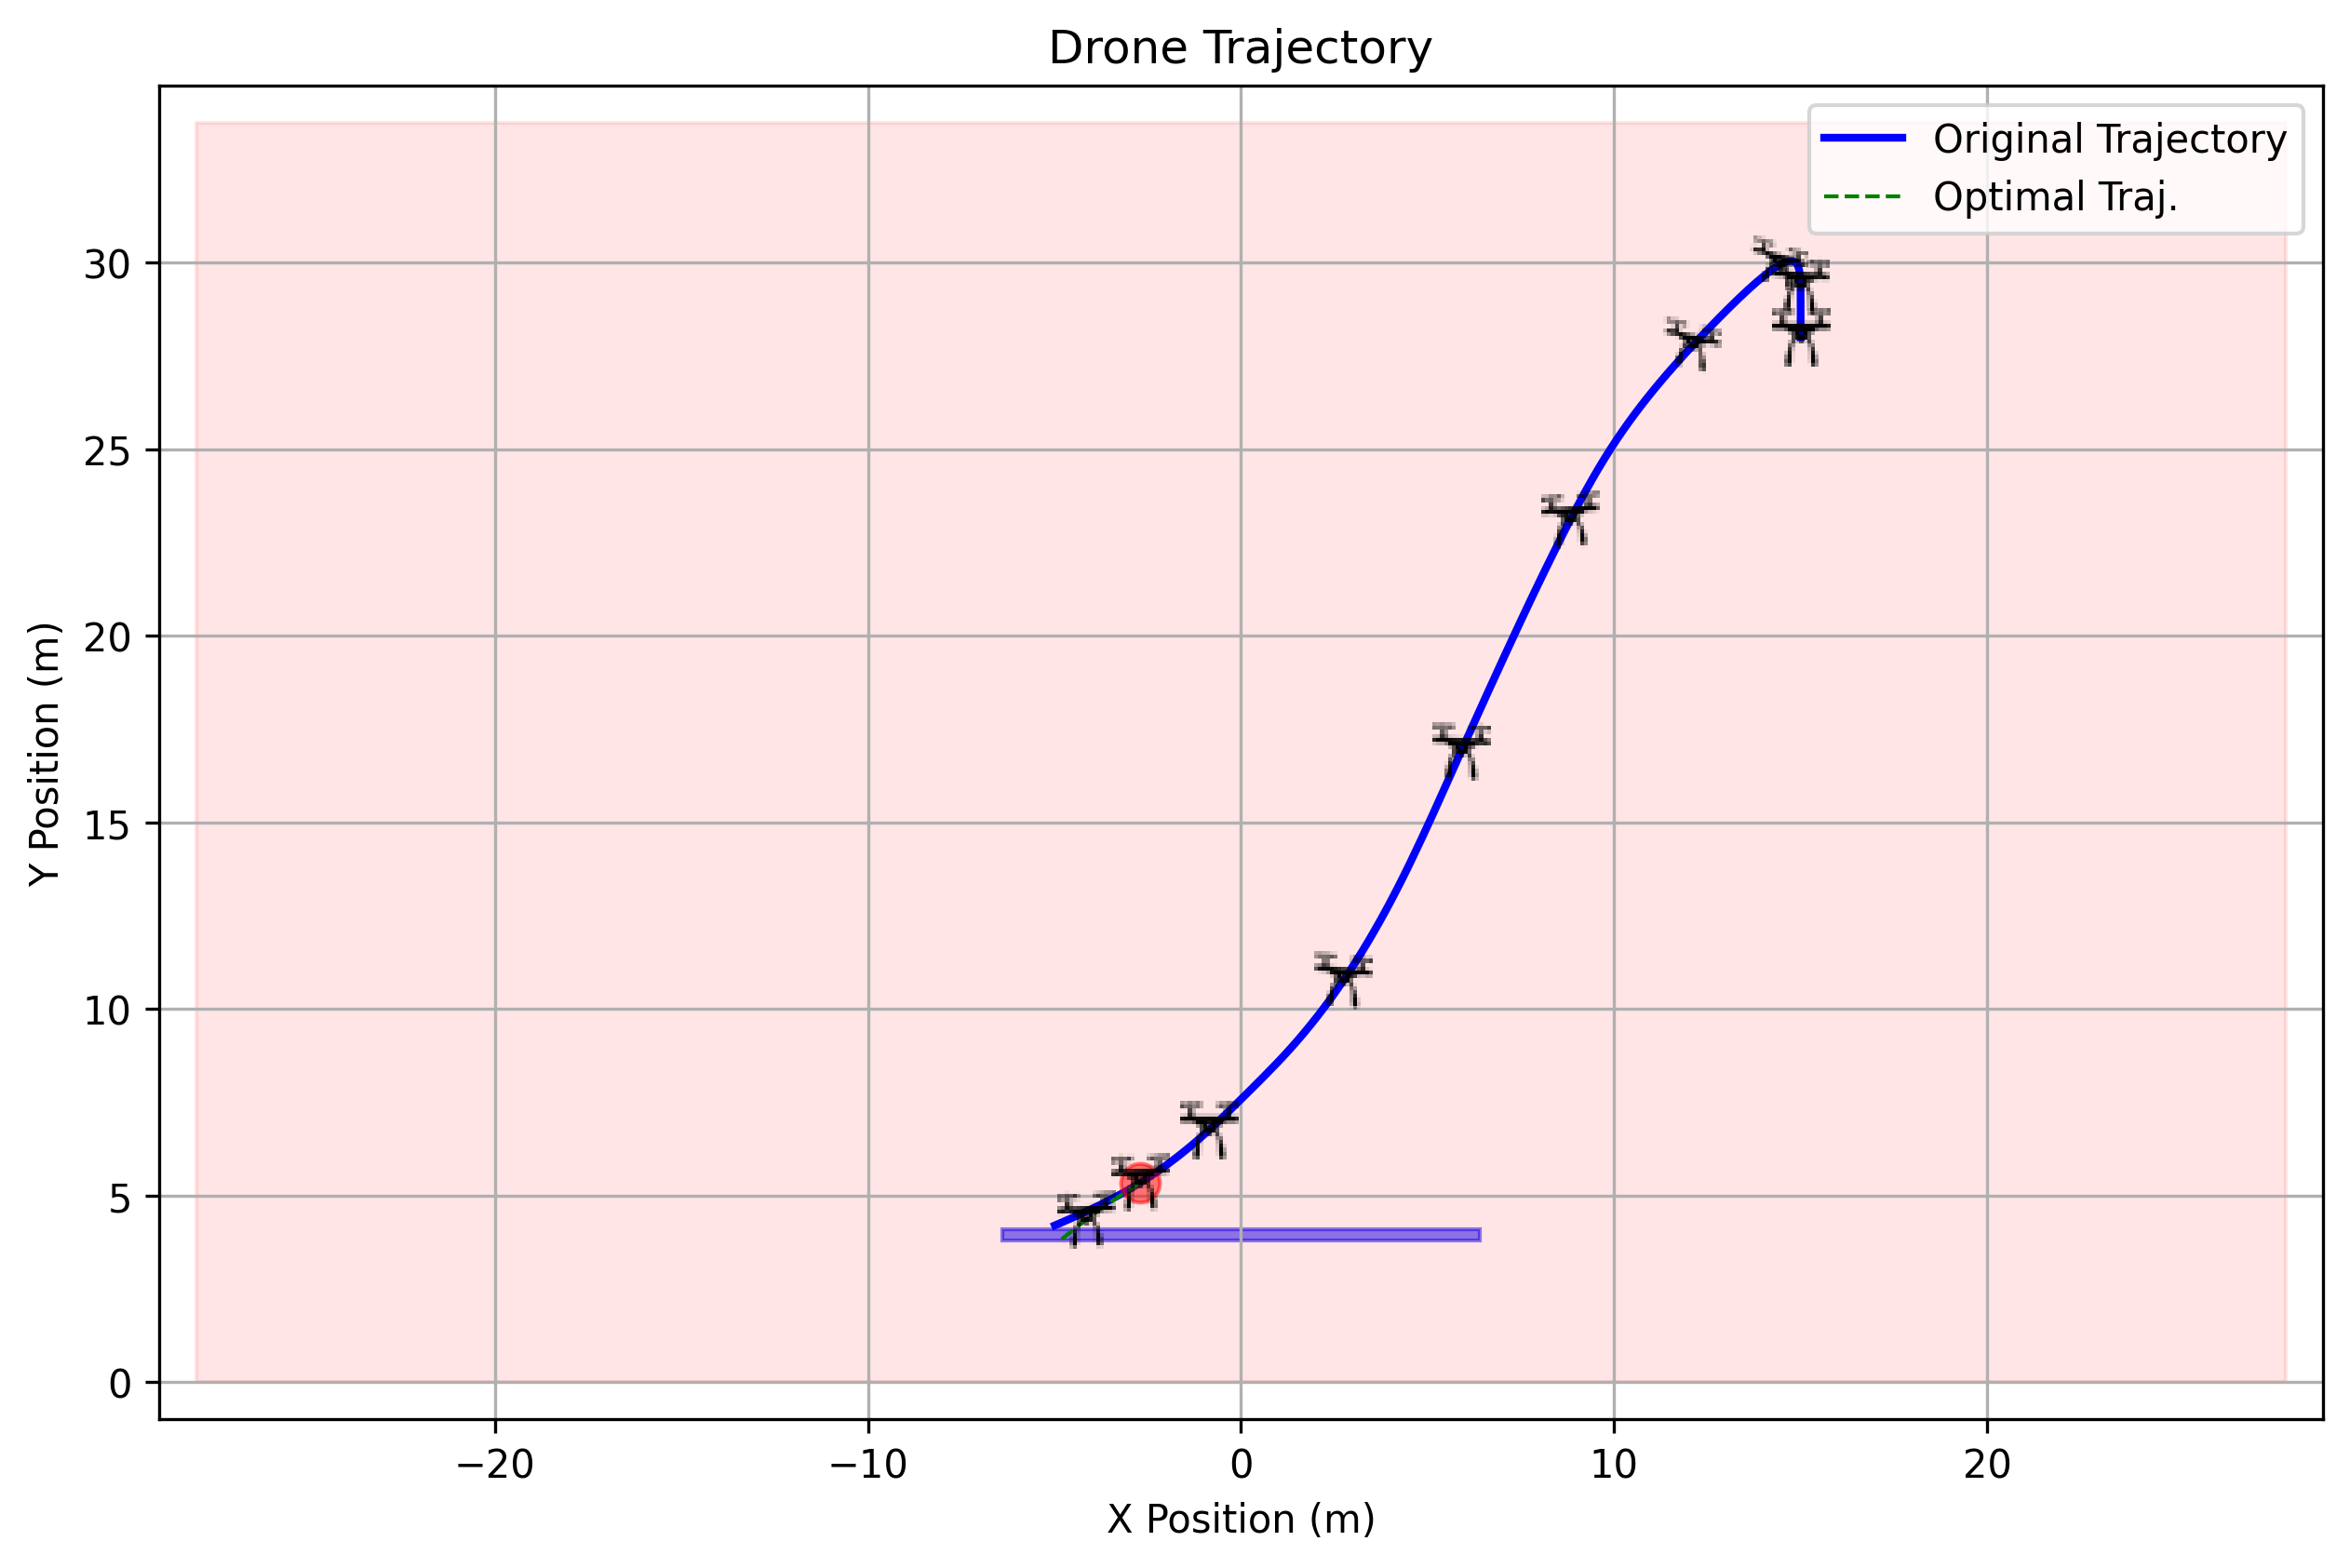 Drone Trajectory
Original Trajectory
Optimal Traj.
Y Position (m)
30
25
20
15
10
5
0
−20
−10
0
10
20
X Position (m)